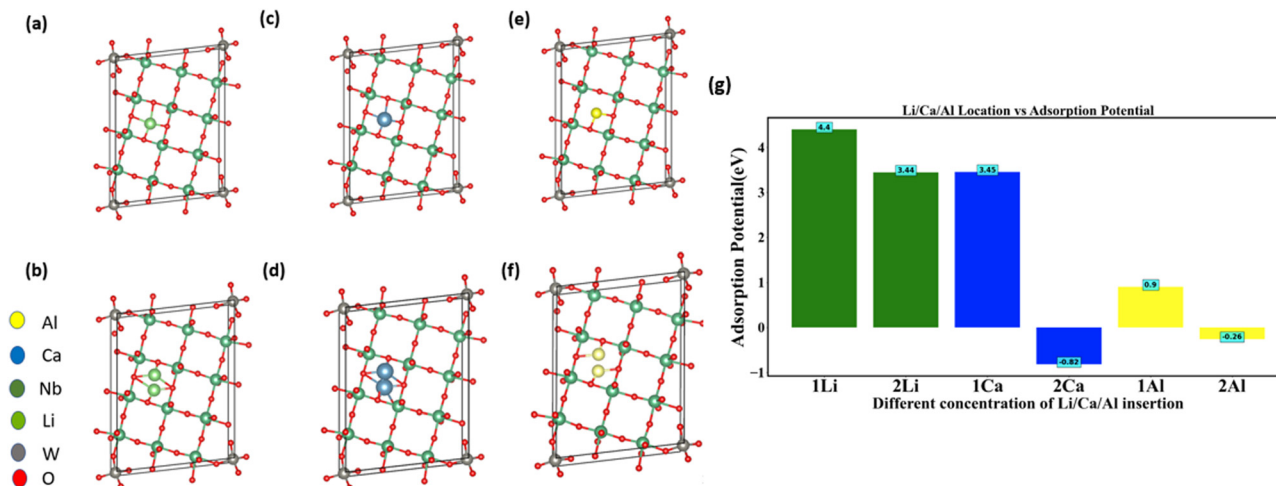 (a)
(c)
(e)
(b)
(d)
(f)
Al
Ca
Nb
Li
W
O
(g)
Li/Ca/Al Location vs Adsorption Potential
Adsorption Potential(eV)
4
3
2
1
0
−1
4.4
3.44
3.45
-0.82
0.9
-0.26
1Li 2Li 1Ca 2Ca 1Al 2Al
Different concentration of Li/Ca/Al insertion